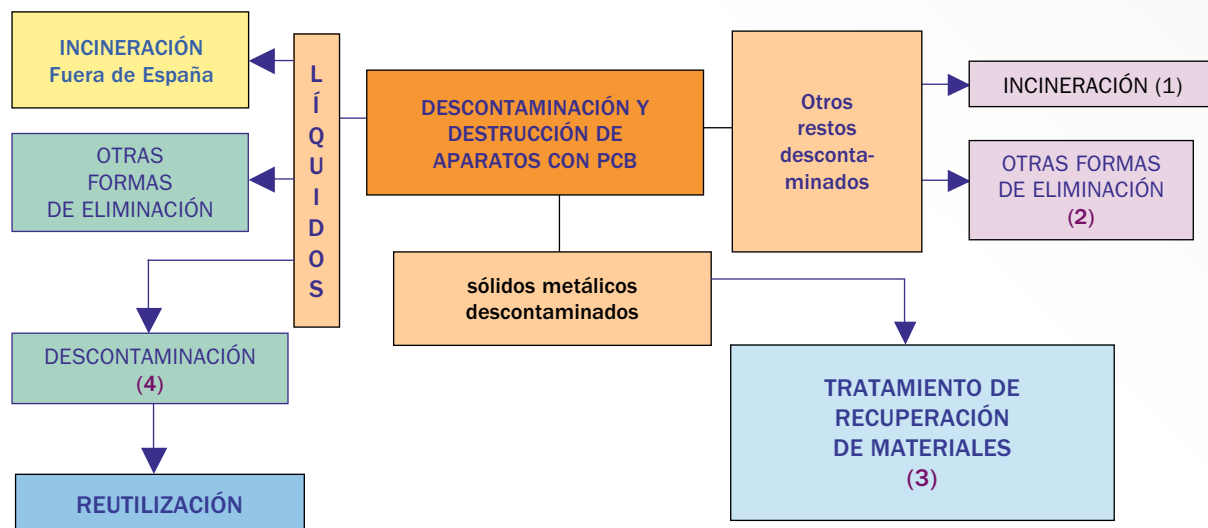 INCINERACIÓN
Fuera de España
OTRAS
FORMAS
DE ELIMINACIÓN
DESCONTAMINACIÓN
(4)
REUTILIZACIÓN
LÍQUIDOS
DESCONTAMINACIÓN Y
DESTRUCCIÓN DE
APARATOS CON PCB
sólidos metálicos
descontaminados
Otros
restos
desconta-
minados
INCINERACIÓN (1)
OTRAS FORMAS
DE ELIMINACIÓN
(2)
TRATAMIENTO DE
RECUPERACIÓN
DE MATERIALES
(3)